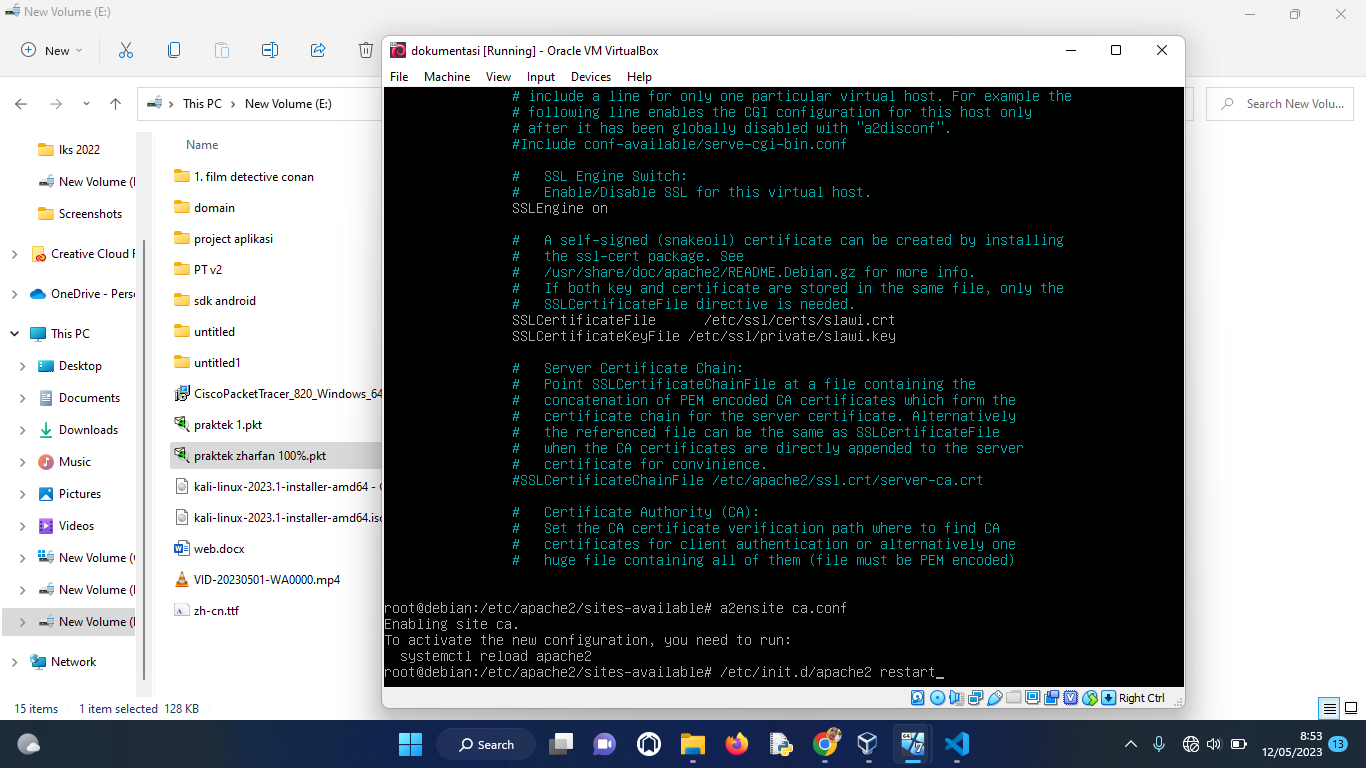 New Volume (E:)
New
This PC
New Volume (E:)
Search New Volu...
Iks 2022
New Volume (
Screenshots
Creative Cloud F
OneDrive - Perso
This PC
Desktop
Documents
Downloads
Music
Pictures
Videos
New Volume (
New Volume (
New Volume (
Network
Name
1. film detective conan
domain
project aplikasi
PT v2
sdk android
untitled
untitled1
CiscoPacketTracer_820_Windows_64
praktek 1.pkt
praktek zharfan 100%.pkt
kali-linux-2023.1-installer-amd64 -
kali-linux-2023.1-installer-amd64.iso
web.docx
VID-20230501-WA0000.mp4
zh-cn.ttf
15 items 1 item selected 128 KB
dokumentasi [Running] - Oracle VM VirtualBox
File Machine View Input Devices Help
# include a line for only one particular virtual host. For example the
# following line enables the CGI configuration for this host only
# after it has been globally disabled with "a2disconf".
#Include conf-available/serve-cgi-bin.conf
# SSL Engine Switch:
# Enable/Disable SSL for this virtual host.
SSLEngine on
# A self-signed (snakeoil) certificate can be created by installing
# the ssl-cert package. See
# /usr/share/doc/apache2/README.Debian.gz for more info.
# If both key and certificate are stored in the same file, only the
# SSLCertificateFile directive is needed.
SSLCertificateFile /etc/ssl/certs/slawi.crt
SSLCertificateKeyFile /etc/ssl/private/slawi.key
# Server Certificate Chain:
# Point SSLCertificateChainFile at a file containing the
# concatenation of PEM encoded CA certificates which form the
# certificate chain for the server certificate. Alternatively
# the referenced file can be the same as SSLCertificateFile
# when the CA certificates are directly appended to the server
# certificate for convinience.
#SSLCertificateChainFile /etc/apache2/ssl.crt/server-ca.crt
# Certificate Authority (CA):
# Set the CA certificate verification path where to find CA
# certificates for client authentication or alternatively one
# huge file containing all of them (file must be PEM encoded)
root@debian:/etc/apache2/sites-available# a2ensite ca.conf
Enabling site ca.
To activate the new configuration, you need to run:
systemctl reload apache2
root@debian:/etc/apache2/sites-available# /etc/init.d/apache2 restart_
Right Ctrl
Search
8:53
12/05/2023
13